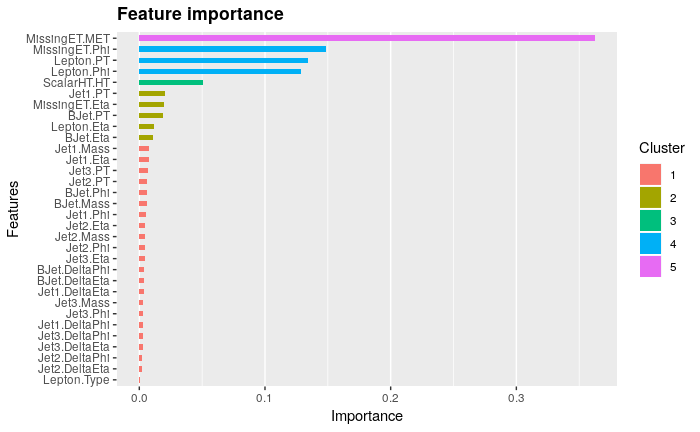 Feature importance
Features
MissingET.MET
MissingET.Phi
Lepton.PT
Lepton.Phi
ScalarHT.HT
Jet1.PT
MissingET.Eta
BJet.PT
Lepton.Eta
BJet.Eta
Jet1.Mass
Jet1.Eta
Jet3.PT
Jet2.PT
BJet.Phi
BJet.Mass
Jet1.Phi
Jet2.Eta
Jet2.Mass
Jet2.Phi
Jet3.Eta
BJet.DeltaPhi
BJet.DeltaEta
Jet1.DeltaEta
Jet3.Mass
Jet3.Phi
Jet1.DeltaPhi
Jet3.DeltaPhi
Jet3.DeltaEta
Jet2.DeltaPhi
Jet2.DeltaEta
Lepton.Type
0.0 0.1 0.2 0.3
Importance
Cluster
1
2
3
4
5